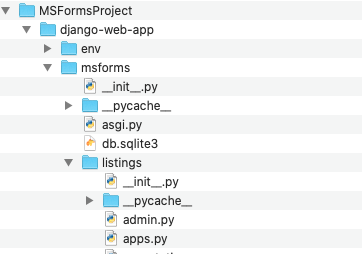 MSFormsProject
django-web-app
env
msforms
__init__.py
__pycache__
asgi.py
db.sqlite3
listings
__init__.py
__pycache__
admin.py
apps.py